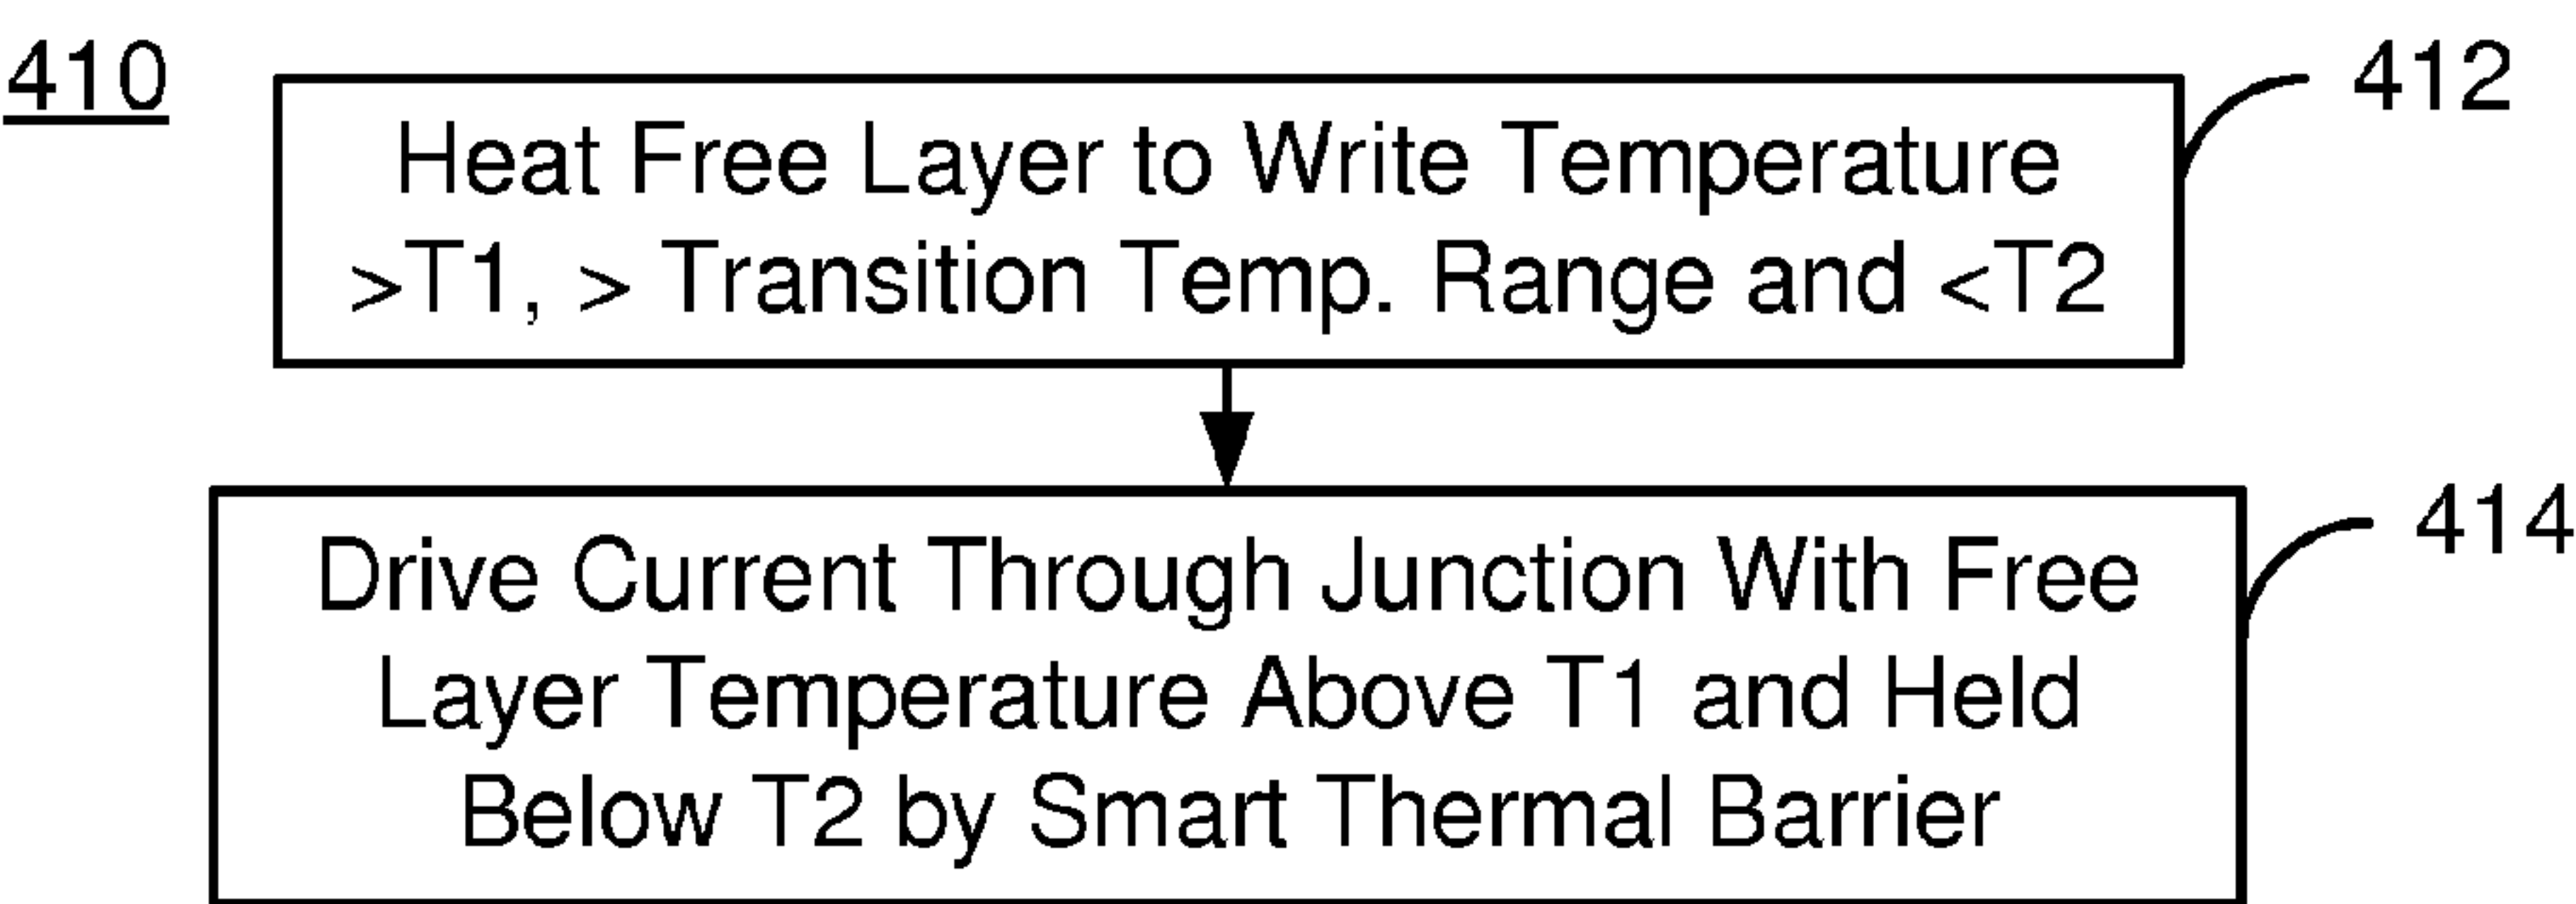 410
412
Heat Free Layer to Write Temperature
>T1, > Transition Temp. Range and <T2
414
Drive Current Through Junction With Free
Layer Temperature Above T1 and Held
Below T2 by Smart Thermal Barrier